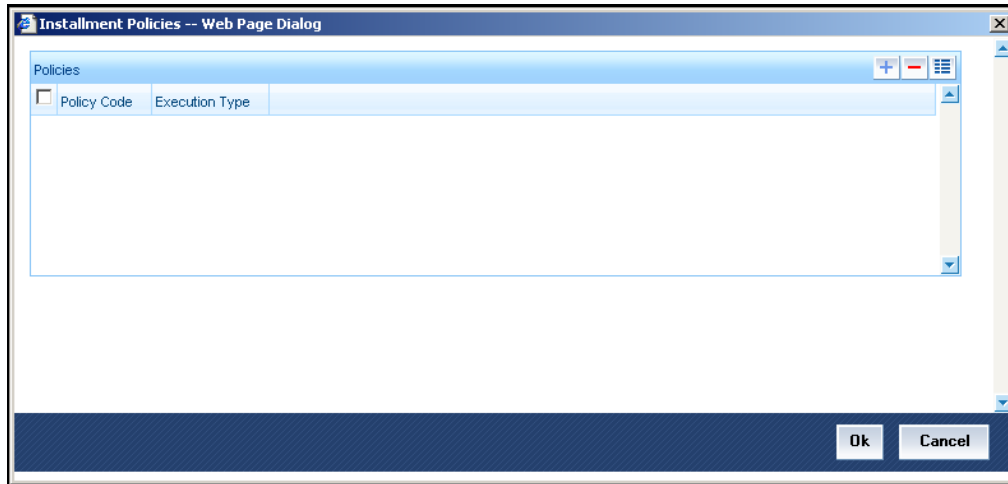 Installment Policies -- Web Page Dialog
Policies
Policy Code Execution Type
Ok Cancel